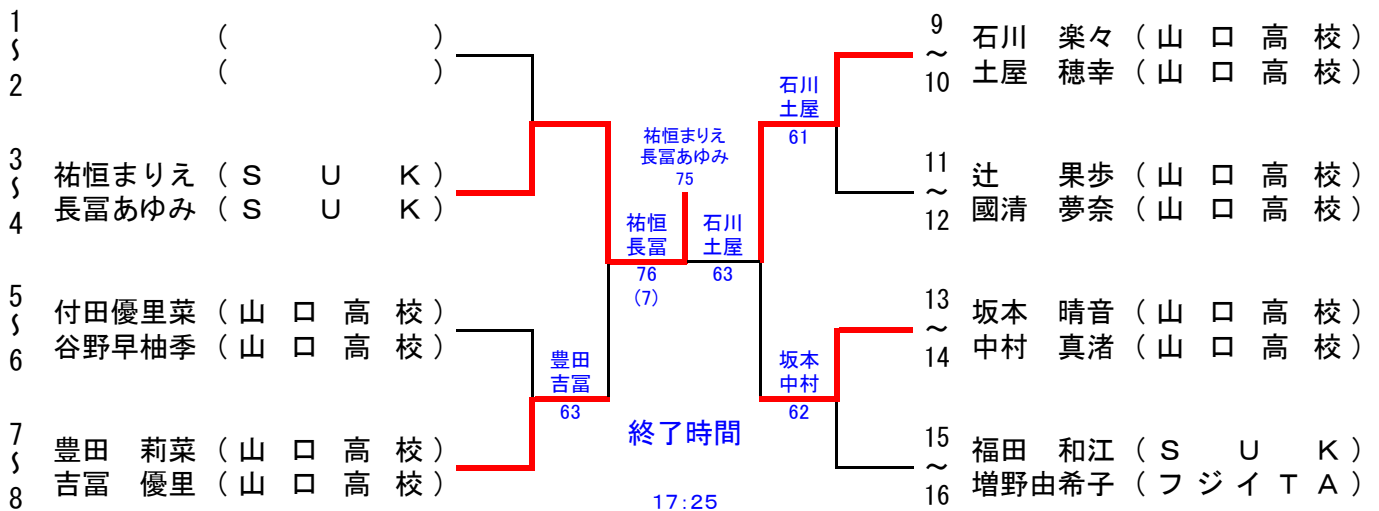 1
〜
2
( )
( )
3
〜
4
祐恒まりえ ( S U K )
長冨あゆみ ( S U K )
5
〜
6
付田優里菜 ( 山 口 高 校 )
谷野早柚季 ( 山 口 高 校 )
7
〜
8
豊田 莉菜 ( 山 口 高 校 )
吉冨 優里 ( 山 口 高 校 )
豊田
吉冨
63
祐恒
長冨
76
(7)
祐恒まりえ
長冨あゆみ
75
石川
土屋
63
終了時間
17:25
石川
土屋
61
坂本
中村
62
9
〜
10
石川 楽々 ( 山 口 高 校 )
土屋 穂幸 ( 山 口 高 校 )
11
〜
12
辻 果歩 ( 山 口 高 校 )
國清 夢奈 ( 山 口 高 校 )
13
〜
14
坂本 晴音 ( 山 口 高 校 )
中村 真渚 ( 山 口 高 校 )
15
〜
16
福田 和江 ( S U K )
増野由希子 ( フ ジ イ T A )